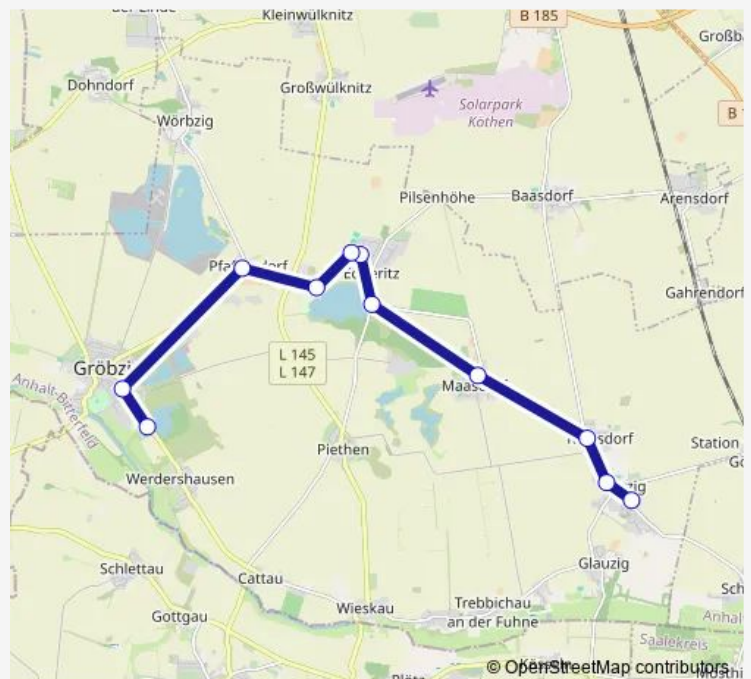 Kleinwülknitz
B 185
Großb
Dohndorf
Großwülknitz
Solarpark
Köthen
B
Wörbzig
Pilsenhöhe
Baasdorf
Arensdorf
Gahrendorf
L 145
L 147
Piethen
Station
Werdershausen
Anhalt-Bitterfeld
Glauzig
Schlettau
Cattau
Wieskau
Trebbichau
an der Fuhne
Gottgau
Saalekreis
© OpenStreetMap contributors